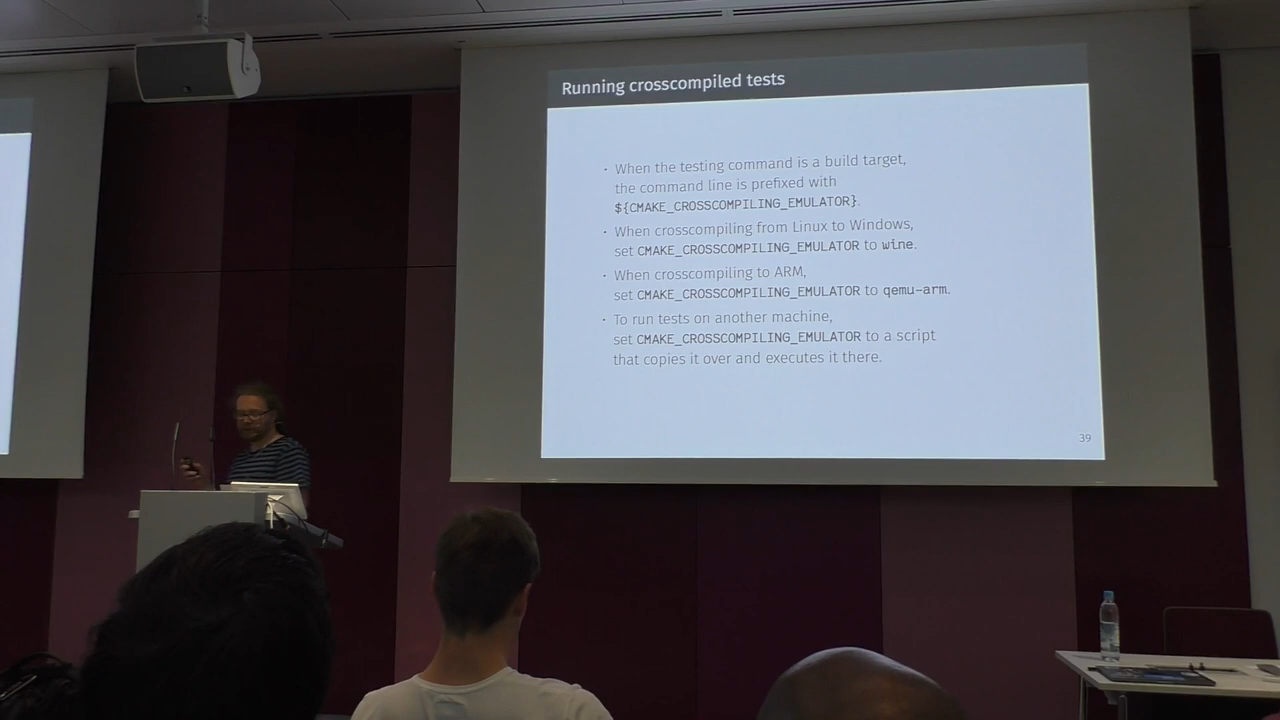 Running crosscompiled tests
· When the testing command is a build target,
the command line is prefixed with
${CMAKE_CROSSCOMPILING_EMULATOR}.
· When crosscompiling from Linux to Windows,
set CMAKE_CROSSCOMPILING_EMULATOR to wine.
· When crosscompiling to ARM,
set CMAKE_CROSSCOMPILING_EMULATOR to qemu-arm.
· To run tests on another machine,
set CMAKE_CROSSCOMPILING_EMULATOR to a script
that copies it over and executes it there.
39